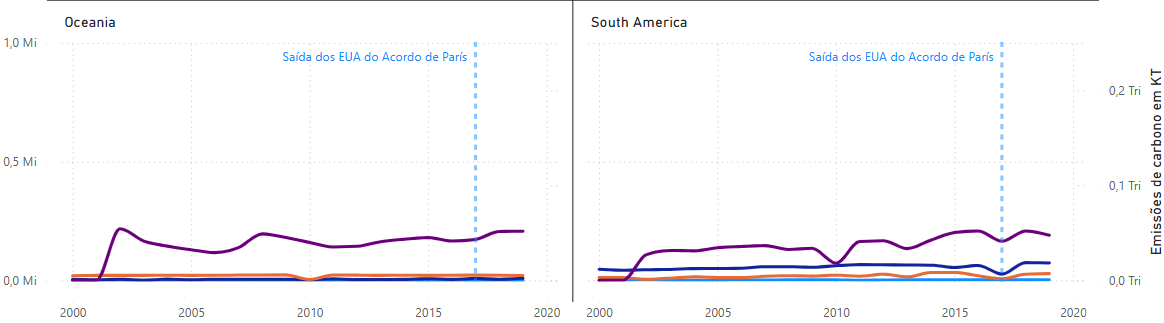 Oceania
South America
1,0 Mi
0,5 Mi
0,0 Mi
Saída dos EUA do Acordo de París
Saída dos EUA do Acordo de París
0,2 Tri
0,1 Tri
0,0 Tri
Emissões de carbono em KT
2000 2005 2010 2015 2020
2000 2005 2010 2015 2020